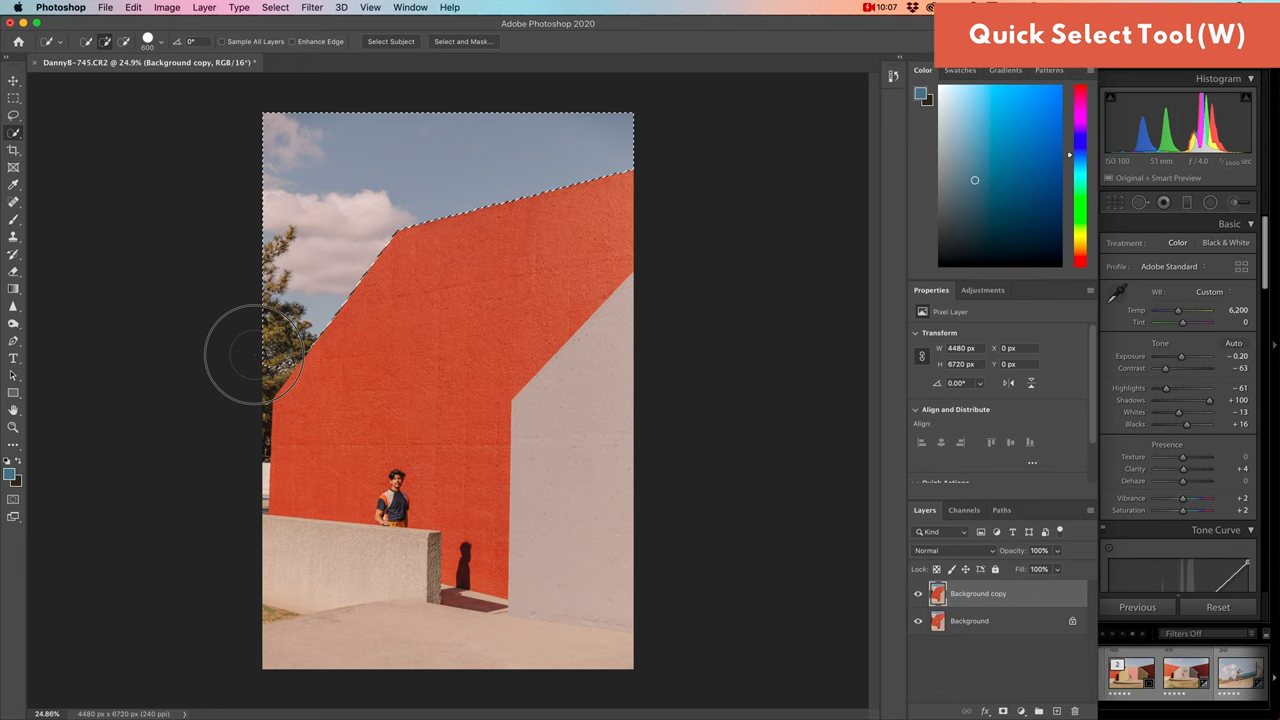 Photoshop File Edit Image Layer Type Select Filter 3D View Window Help
10:07
Adobe Photoshop 2020
Quick Select Tool (W)
600
0°
Sample All Layers
Enhance Edge
Select Subject
Select and Mask...
DannyB-745.CR2 @ 24.9% (Background copy, RGB/16*) *
Color Swatches Gradients Patterns
Properties Adjustments
Pixel Layer
Transform
W 4480 px X 0 px
H 6720 px Y 0 px
0.00°
Align and Distribute
Align:
Quick Actions
Layers Channels Paths
Kind
Normal Opacity: 100%
Lock: Fill: 100%
Background copy
Background
fx
Histogram
ISO 100 51 mm ƒ / 4.0 1/1600 sec
Original + Smart Preview
Basic
Treatment: Color Black & White
Profile: Adobe Standard
WB: Custom
Temp 6,200
Tint 0
Tone Auto
Exposure – 0.20
Contrast – 63
Highlights – 61
Shadows + 100
Whites – 13
Blacks + 16
Presence
Texture 0
Clarity + 4
Dehaze 0
Vibrance + 2
Saturation + 2
Tone Curve
Previous Reset
Filters Off
2
24.86% 4480 px x 6720 px (240 ppi)